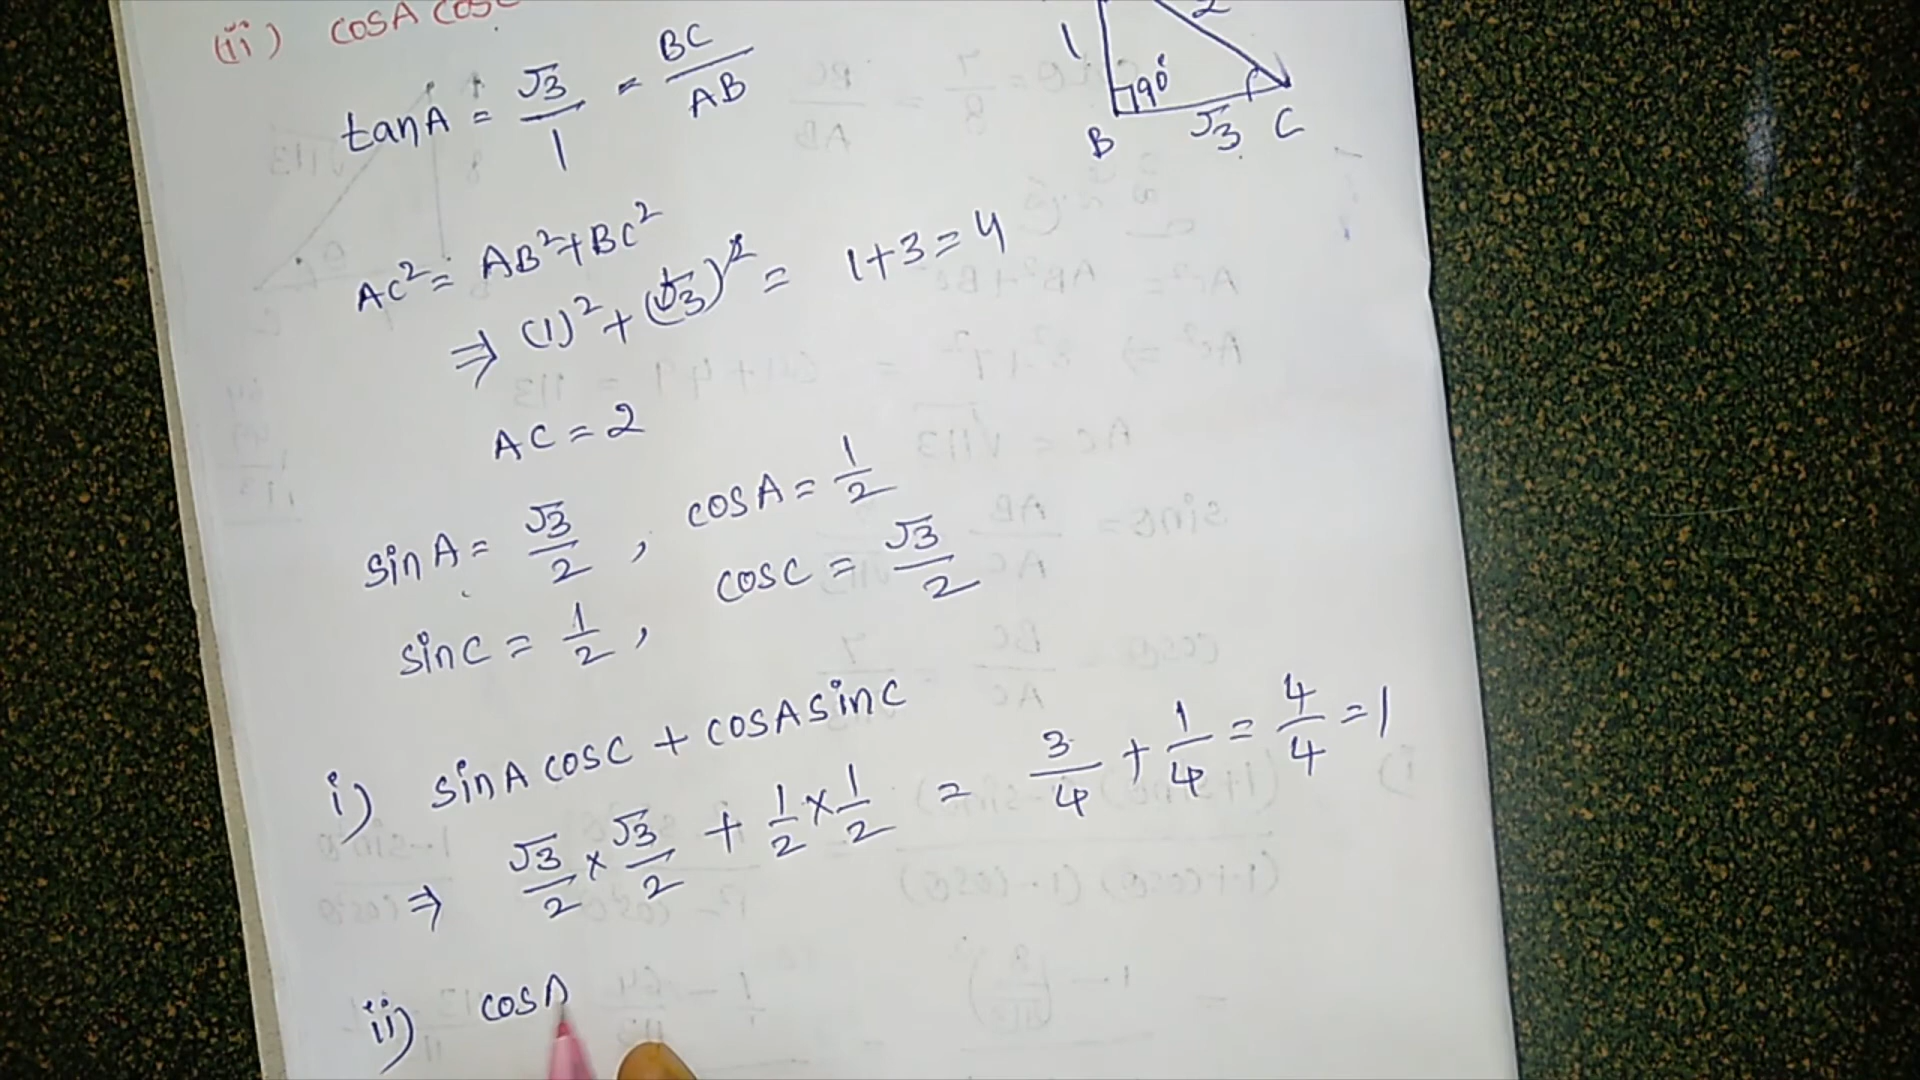 (ii) cosA cosC
tanA = √3/1 = BC/AB
1
2
90°
B √3 C
AC² = AB²+BC²
⇒ (1)² + (√3)² = 1+3=4
AC = 2
sinA = √3/2 , cosA = 1/2
sinC = 1/2 , cosC = √3/2
i) sinA cosC + cosA sinC
⇒ √3/2 × √3/2 + 1/2 × 1/2 = 3/4 + 1/4 = 4/4 = 1
ii) cosA